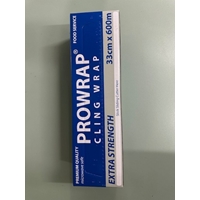 FOOD SERVICE
PROWRAP®
CLING WRAP
33cm x 600m
PREMIUM QUALITY
EXTRA STRENGTH